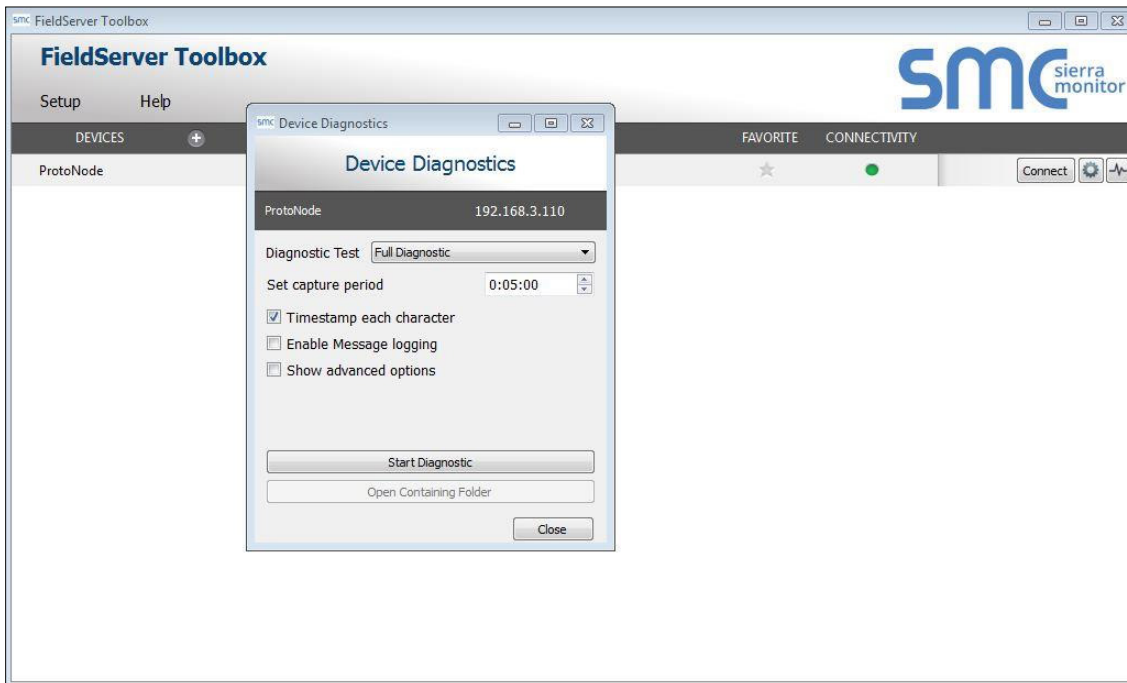 smc FieldServer Toolbox
FieldServer Toolbox
smc sierra monitor
Setup Help
DEVICES FAVORITE CONNECTIVITY
ProtoNode Connect
smc Device Diagnostics
Device Diagnostics
ProtoNode 192.168.3.110
Diagnostic Test Full Diagnostic
Set capture period 0:05:00
Timestamp each character
Enable Message logging
Show advanced options
Start Diagnostic
Open Containing Folder
Close